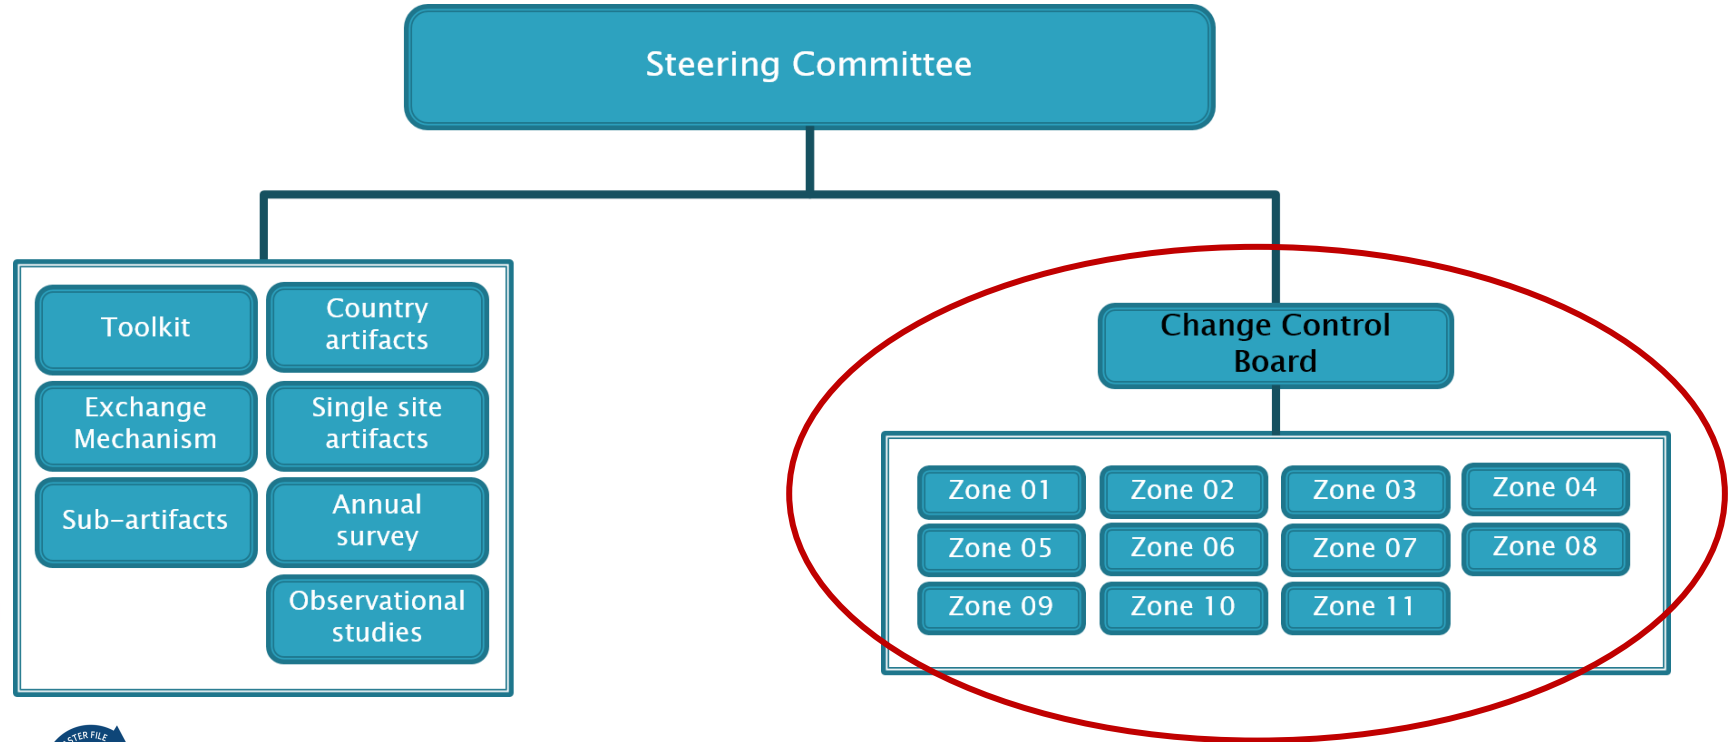 Steering Committee
Toolkit
Country
artifacts
Exchange
Mechanism
Single site
artifacts
Sub-artifacts
Annual
survey
Observational
studies
Change Control
Board
Zone 01
Zone 02
Zone 03
Zone 04
Zone 05
Zone 06
Zone 07
Zone 08
Zone 09
Zone 10
Zone 11
FILE